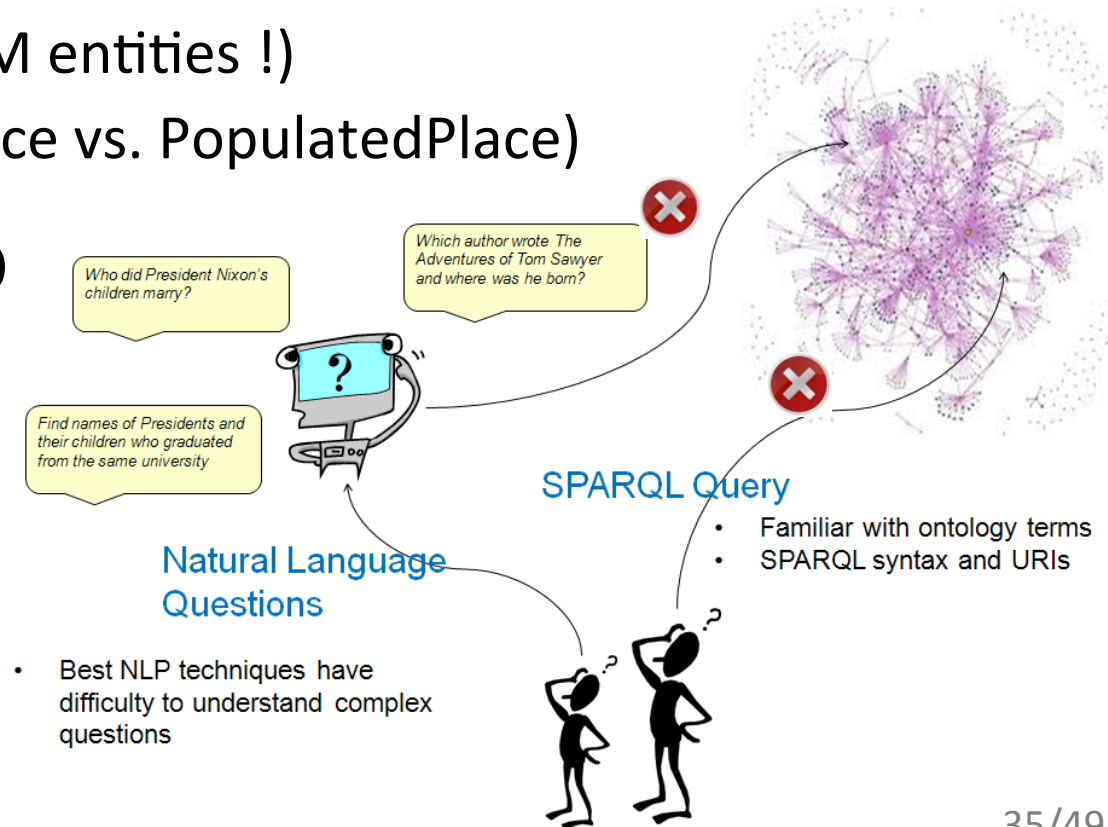 M entities !)
ce vs. PopulatedPlace)
)
Who did President Nixon's
children marry?
Which author wrote The
Adventures of Tom Sawyer
and where was he born?
?
Find names of Presidents and
their children who graduated
from the same university
SPARQL Query
• Familiar with ontology terms
• SPARQL syntax and URIs
Natural Language
Questions
• Best NLP techniques have
difficulty to understand complex
questions
?
?
35/49